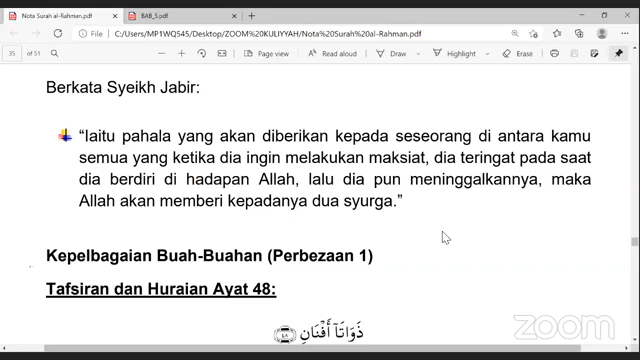 Nota Surah al-Rahman.pdf
BAB_5.pdf
File
C:/Users/MP1WQ545/Desktop/ZOOM%20KULIYYAH/Nota%20Surah%20al-Rahman.pdf
35 of 51
Page view
Read aloud
Draw
Highlight
Erase
Berkata Syeikh Jabir:
“Iaitu pahala yang akan diberikan kepada seseorang di antara kamu
semua yang ketika dia ingin melakukan maksiat, dia teringat pada saat
dia berdiri di hadapan Allah, lalu dia pun meninggalkannya, maka
Allah akan memberi kepadanya dua syurga.”
Kepelbagaian Buah-Buahan (Perbezaan 1)
Tafsiran dan Huraian Ayat 48:
ذَوَاتَآ أَفْنَانٍ ٤٨
zoom